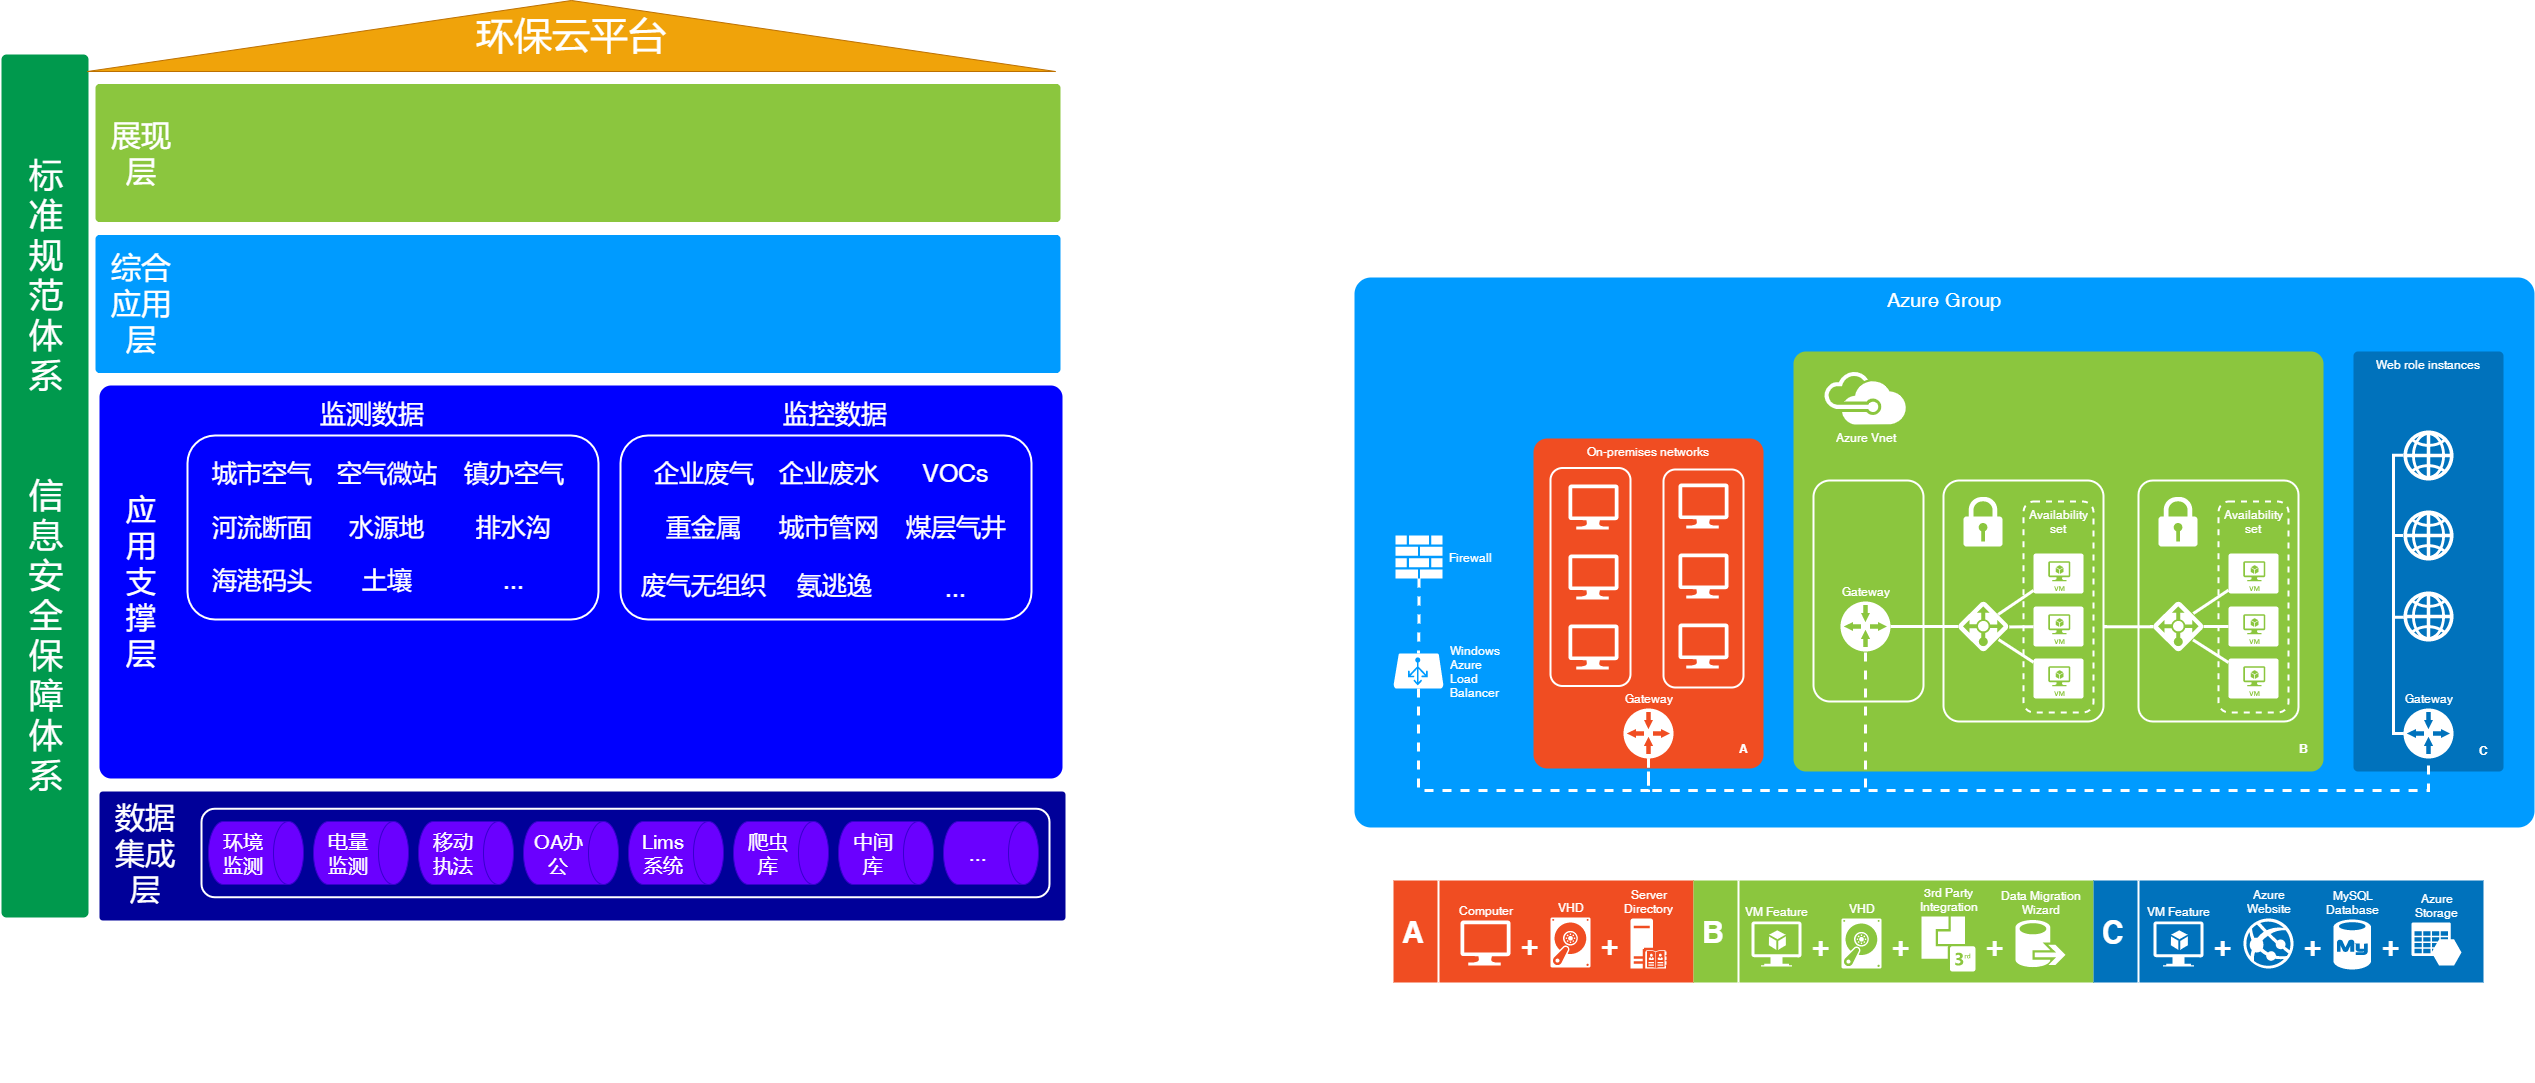 环保云平台
标准规范体系
信息安全保障体系
展现
层
综合
应用
层
应用支撑层
监测数据
城市空气 空气微站 镇办空气
河流断面 水源地 排水沟
海港码头 土壤 ...
监控数据
企业废气 企业废水 VOCs
重金属 城市管网 煤层气井
废气无组织 氨逃逸 ...
数据
集成
层
环境
监测
电量
监测
移动
执法
OA办
公
Lims
系统
爬虫
库
中间
库
...
Azure Group
Firewall
Windows
Azure
Load
Balancer
On-premises networks
Gateway
A
Azure Vnet
Gateway
Availability
set
VM
VM
VM
Availability
set
VM
VM
VM
B
Web role instances
Gateway
C
A
Computer
+
VHD
+
Server
Directory
B
VM Feature
+
VHD
+
3rd Party
Integration
3rd
+
Data Migration
Wizard
C
VM Feature
+
Azure
Website
+
MySQL
Database
My
+
Azure
Storage